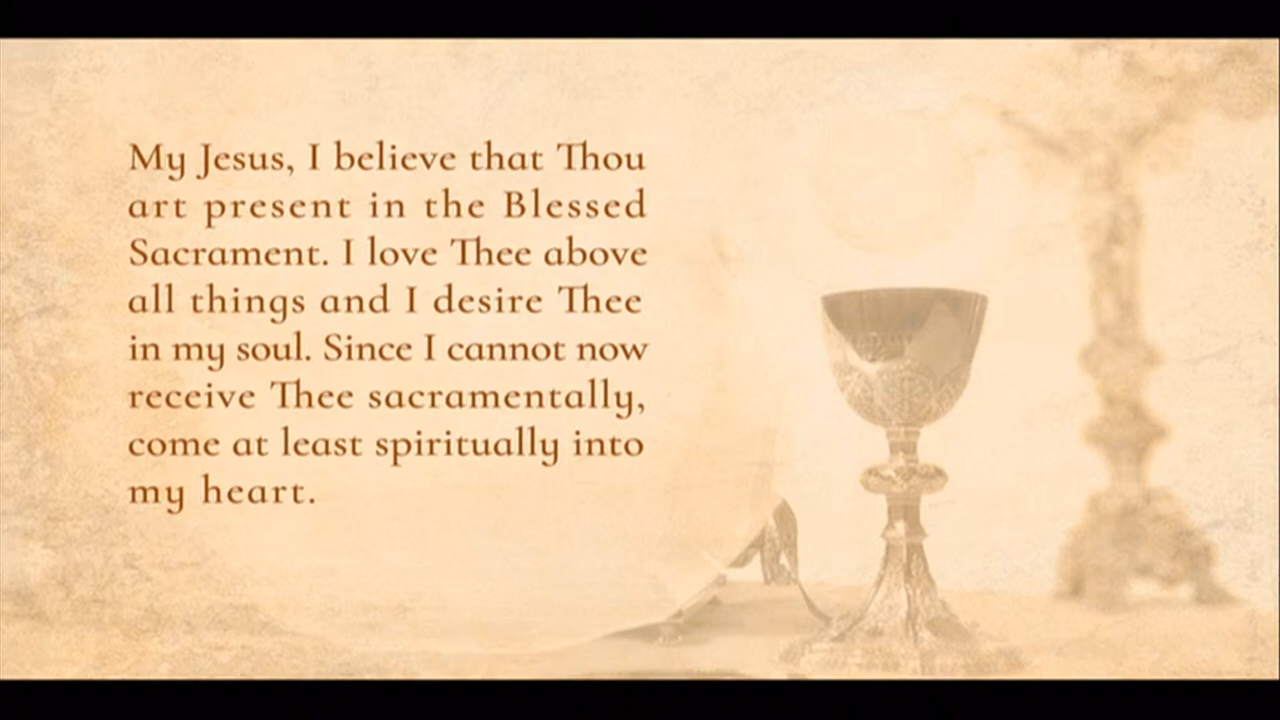 My Jesus, I believe that Thou
art present in the Blessed
Sacrament. I love Thee above
all things and I desire Thee
in my soul. Since I cannot now
receive Thee sacramentally,
come at least spiritually into
my heart.